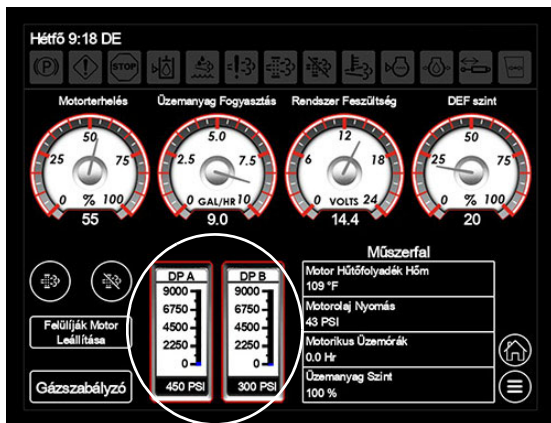 Hétfő 9:18 DE
(P) STOP
Motorterhelés Üzemanyag Fogyasztás Rendszer Feszültség DEF szint
50 5.0 12 50
25 75 2.5 7.5 6 18 25 75
0 % 100 0 GAL/HR 10 0 VOLTS 24 0 % 100
55 9.0 14.4 20
Műszerfal
DP A DP B
9000 9000
6750 6750
4500 4500
2250 2250
0 0
450 PSI 300 PSI
Felülíják Motor
Leállítása
Gázszabályzó
Motor Hűtőfolyadék Hőm
109 °F
Motorolaj Nyomás
43 PSI
Motorikus Üzemórák
0.0 Hr
Üzemanyag Szint
100 %